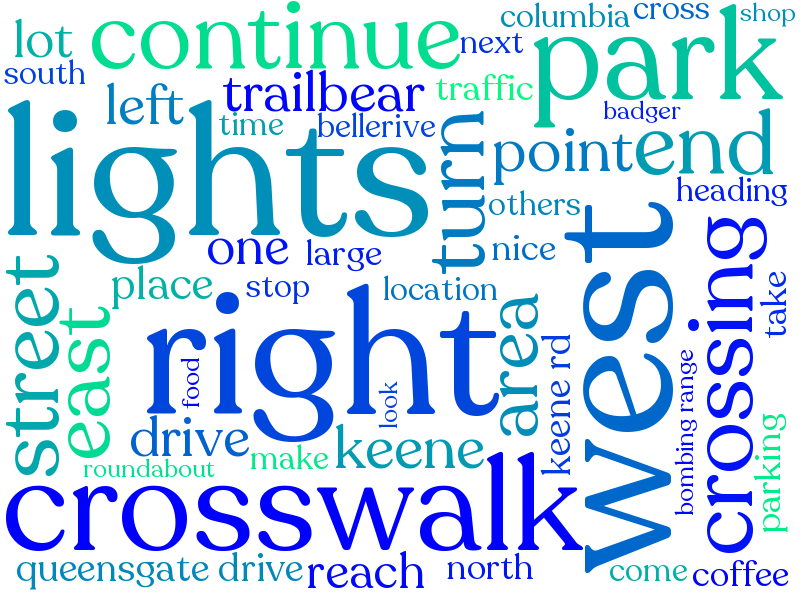 columbia
cross
shop
lot
continue
next
park
south
left
trailbear
traffic
badger
time
bellerive
lights
turn
point
end
heading
others
west
one
large
nice
street
place
stop
location
crossing
take
east
right
food
look
area
keene rd
bombing range
drive
make
keene
parking
roundabout
crosswalk
queensgate drive
reach
north
come
coffee